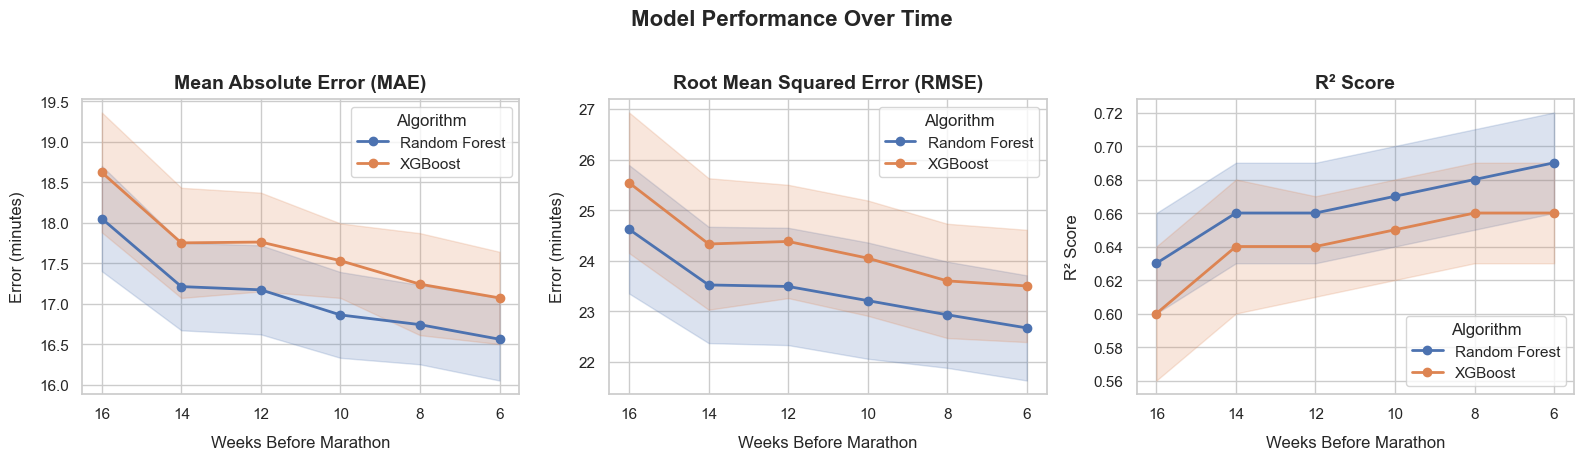 Model Performance Over Time
Mean Absolute Error (MAE)
Error (minutes)
19.5
19.0
18.5
18.0
17.5
17.0
16.5
16.0
16 14 12 10 8 6
Weeks Before Marathon
Algorithm
Random Forest
XGBoost
Root Mean Squared Error (RMSE)
Error (minutes)
27
26
25
24
23
22
16 14 12 10 8 6
Weeks Before Marathon
Algorithm
Random Forest
XGBoost
R² Score
R² Score
0.72
0.70
0.68
0.66
0.64
0.62
0.60
0.58
0.56
16 14 12 10 8 6
Weeks Before Marathon
Algorithm
Random Forest
XGBoost